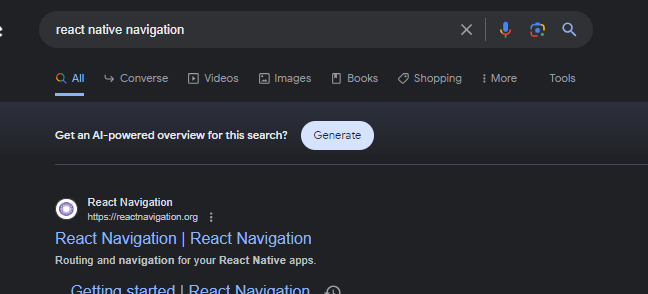 react native navigation
All Converse Videos Images Books Shopping More Tools
Get an AI-powered overview for this search? Generate
React Navigation
https://reactnavigation.org
React Navigation | React Navigation
Routing and navigation for your React Native apps.
Getting started | React Navigation